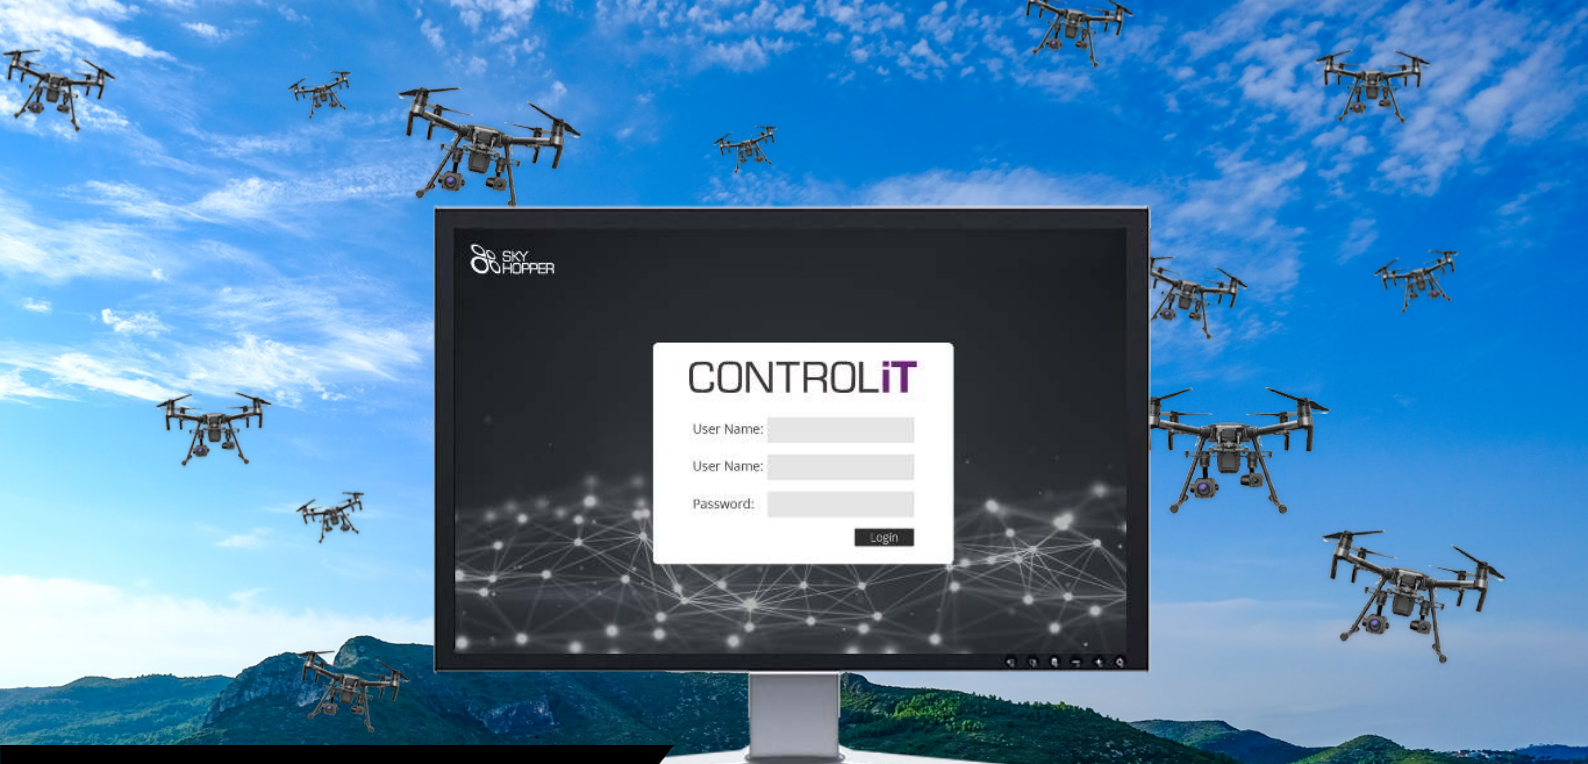 SKY
HOPPER
CONTROLiT
User Name:
User Name:
Password:
Login